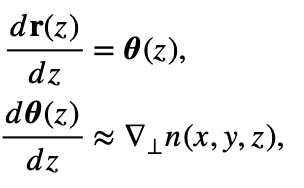 d𝐫(z)/dz = 𝜽(z),
d𝜽(z)/dz ≈ ∇⊥n(x, y, z),